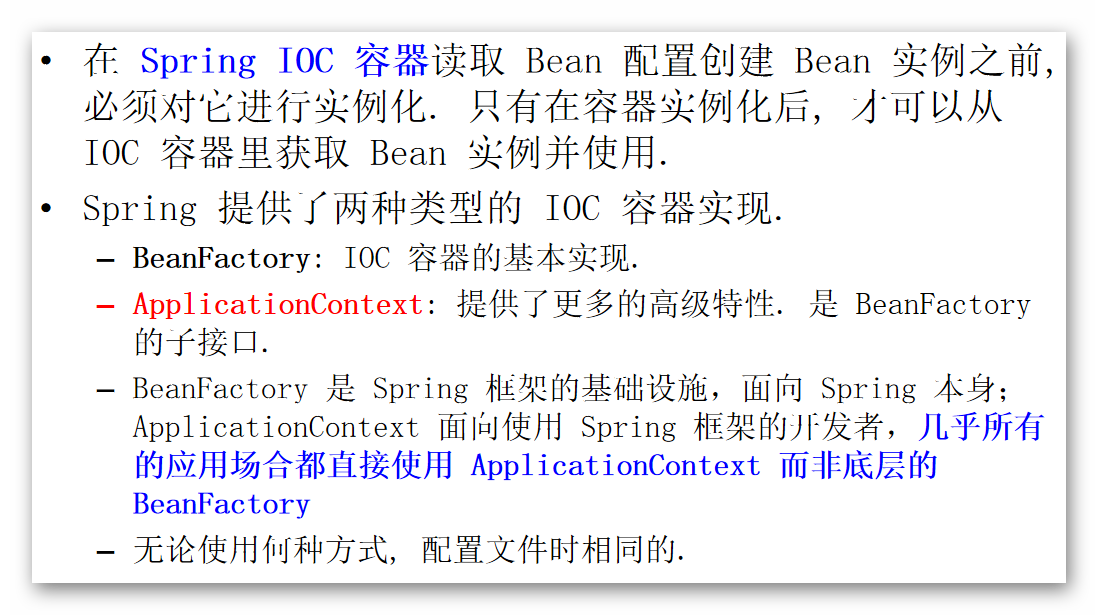 • 在 Spring IOC 容器读取 Bean 配置创建 Bean 实例之前,
必须对它进行实例化. 只有在容器实例化后, 才可以从
IOC 容器里获取 Bean 实例并使用.
• Spring 提供了两种类型的 IOC 容器实现.
– BeanFactory: IOC 容器的基本实现.
– ApplicationContext: 提供了更多的高级特性. 是 BeanFactory
的子接口.
– BeanFactory 是 Spring 框架的基础设施，面向 Spring 本身；
ApplicationContext 面向使用 Spring 框架的开发者，几乎所有
的应用场合都直接使用 ApplicationContext 而非底层的
BeanFactory
– 无论使用何种方式, 配置文件时相同的.